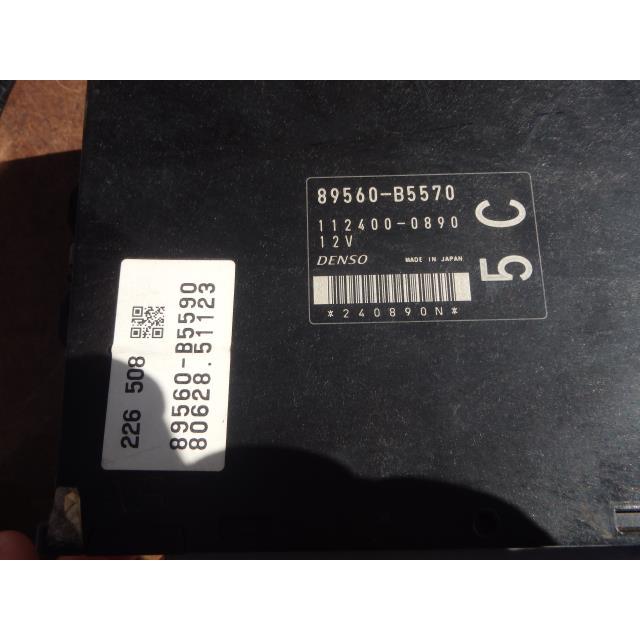 89560-B5570
112400-0890
12V
DENSO MADE IN JAPAN
*240890N*
5C
226 508
89560-B5590
80628.51123